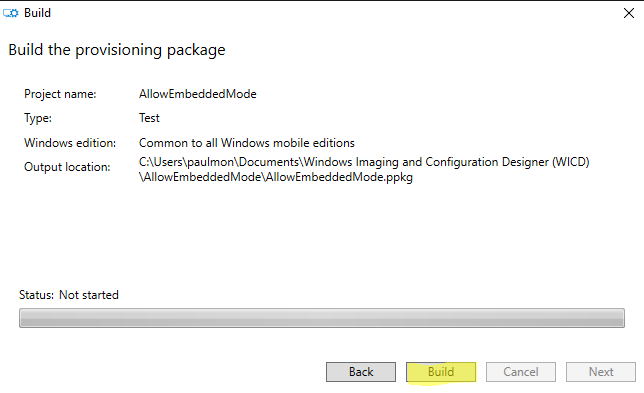 Build
Build the provisioning package
Project name: AllowEmbeddedMode
Type: Test
Windows edition: Common to all Windows mobile editions
Output location: C:\Users\paulmon\Documents\Windows Imaging and Configuration Designer (WICD)
\AllowEmbeddedMode\AllowEmbeddedMode.ppkg
Status: Not started
Back Build Cancel Next